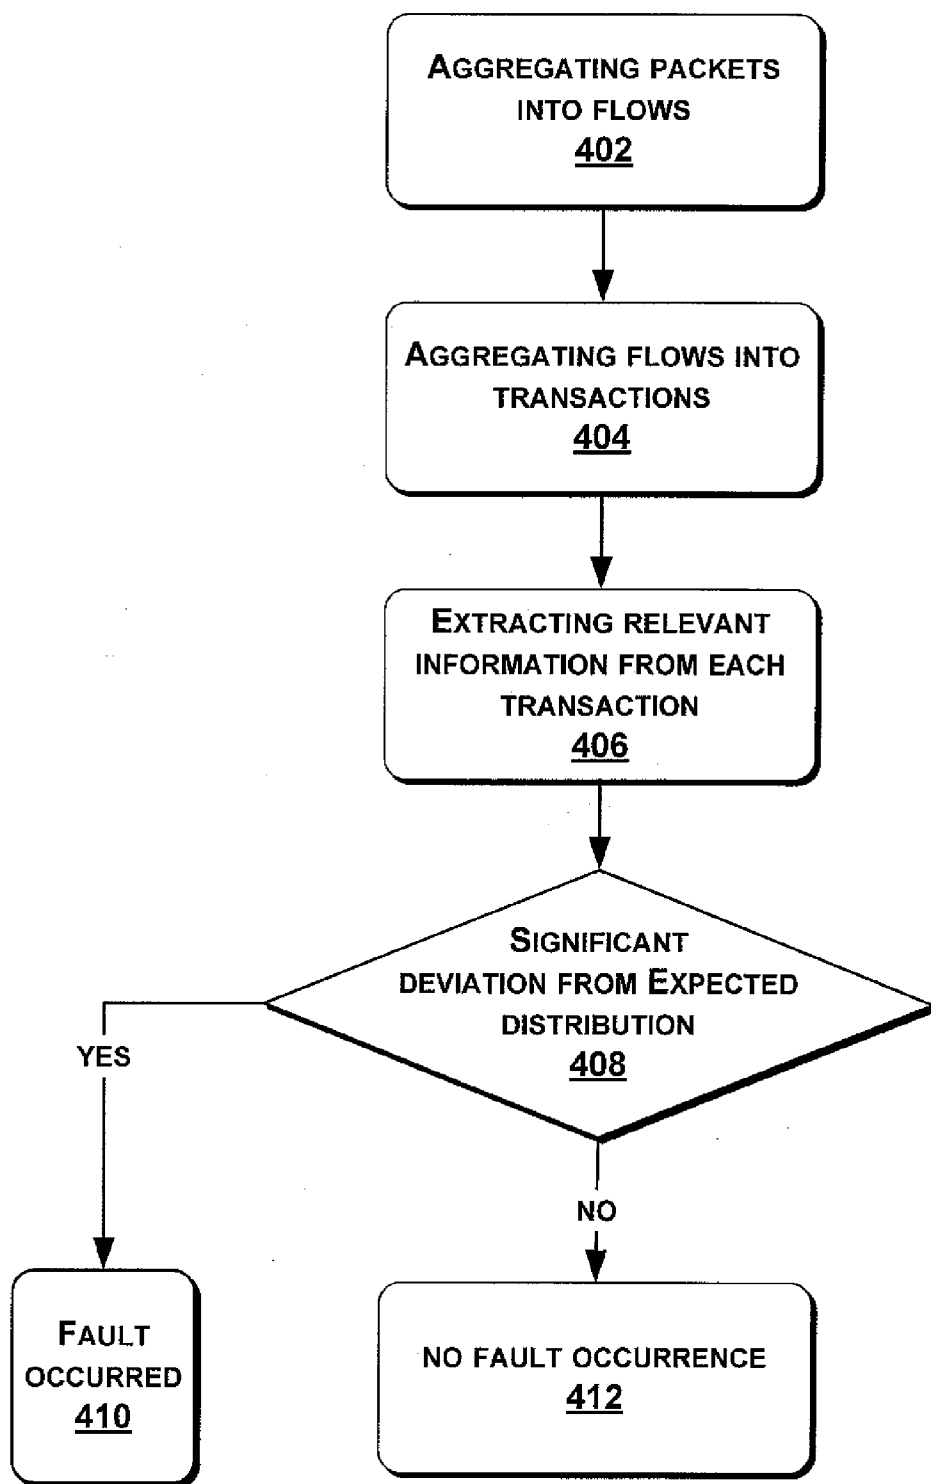 AGGREGATING PACKETS
INTO FLOWS
402
AGGREGATING FLOWS INTO
TRANSACTIONS
404
EXTRACTING RELEVANT
INFORMATION FROM EACH
TRANSACTION
406
SIGNIFICANT
DEVIATION FROM EXPECTED
DISTRIBUTION
408
YES
NO
FAULT
OCCURRED
410
NO FAULT OCCURRENCE
412